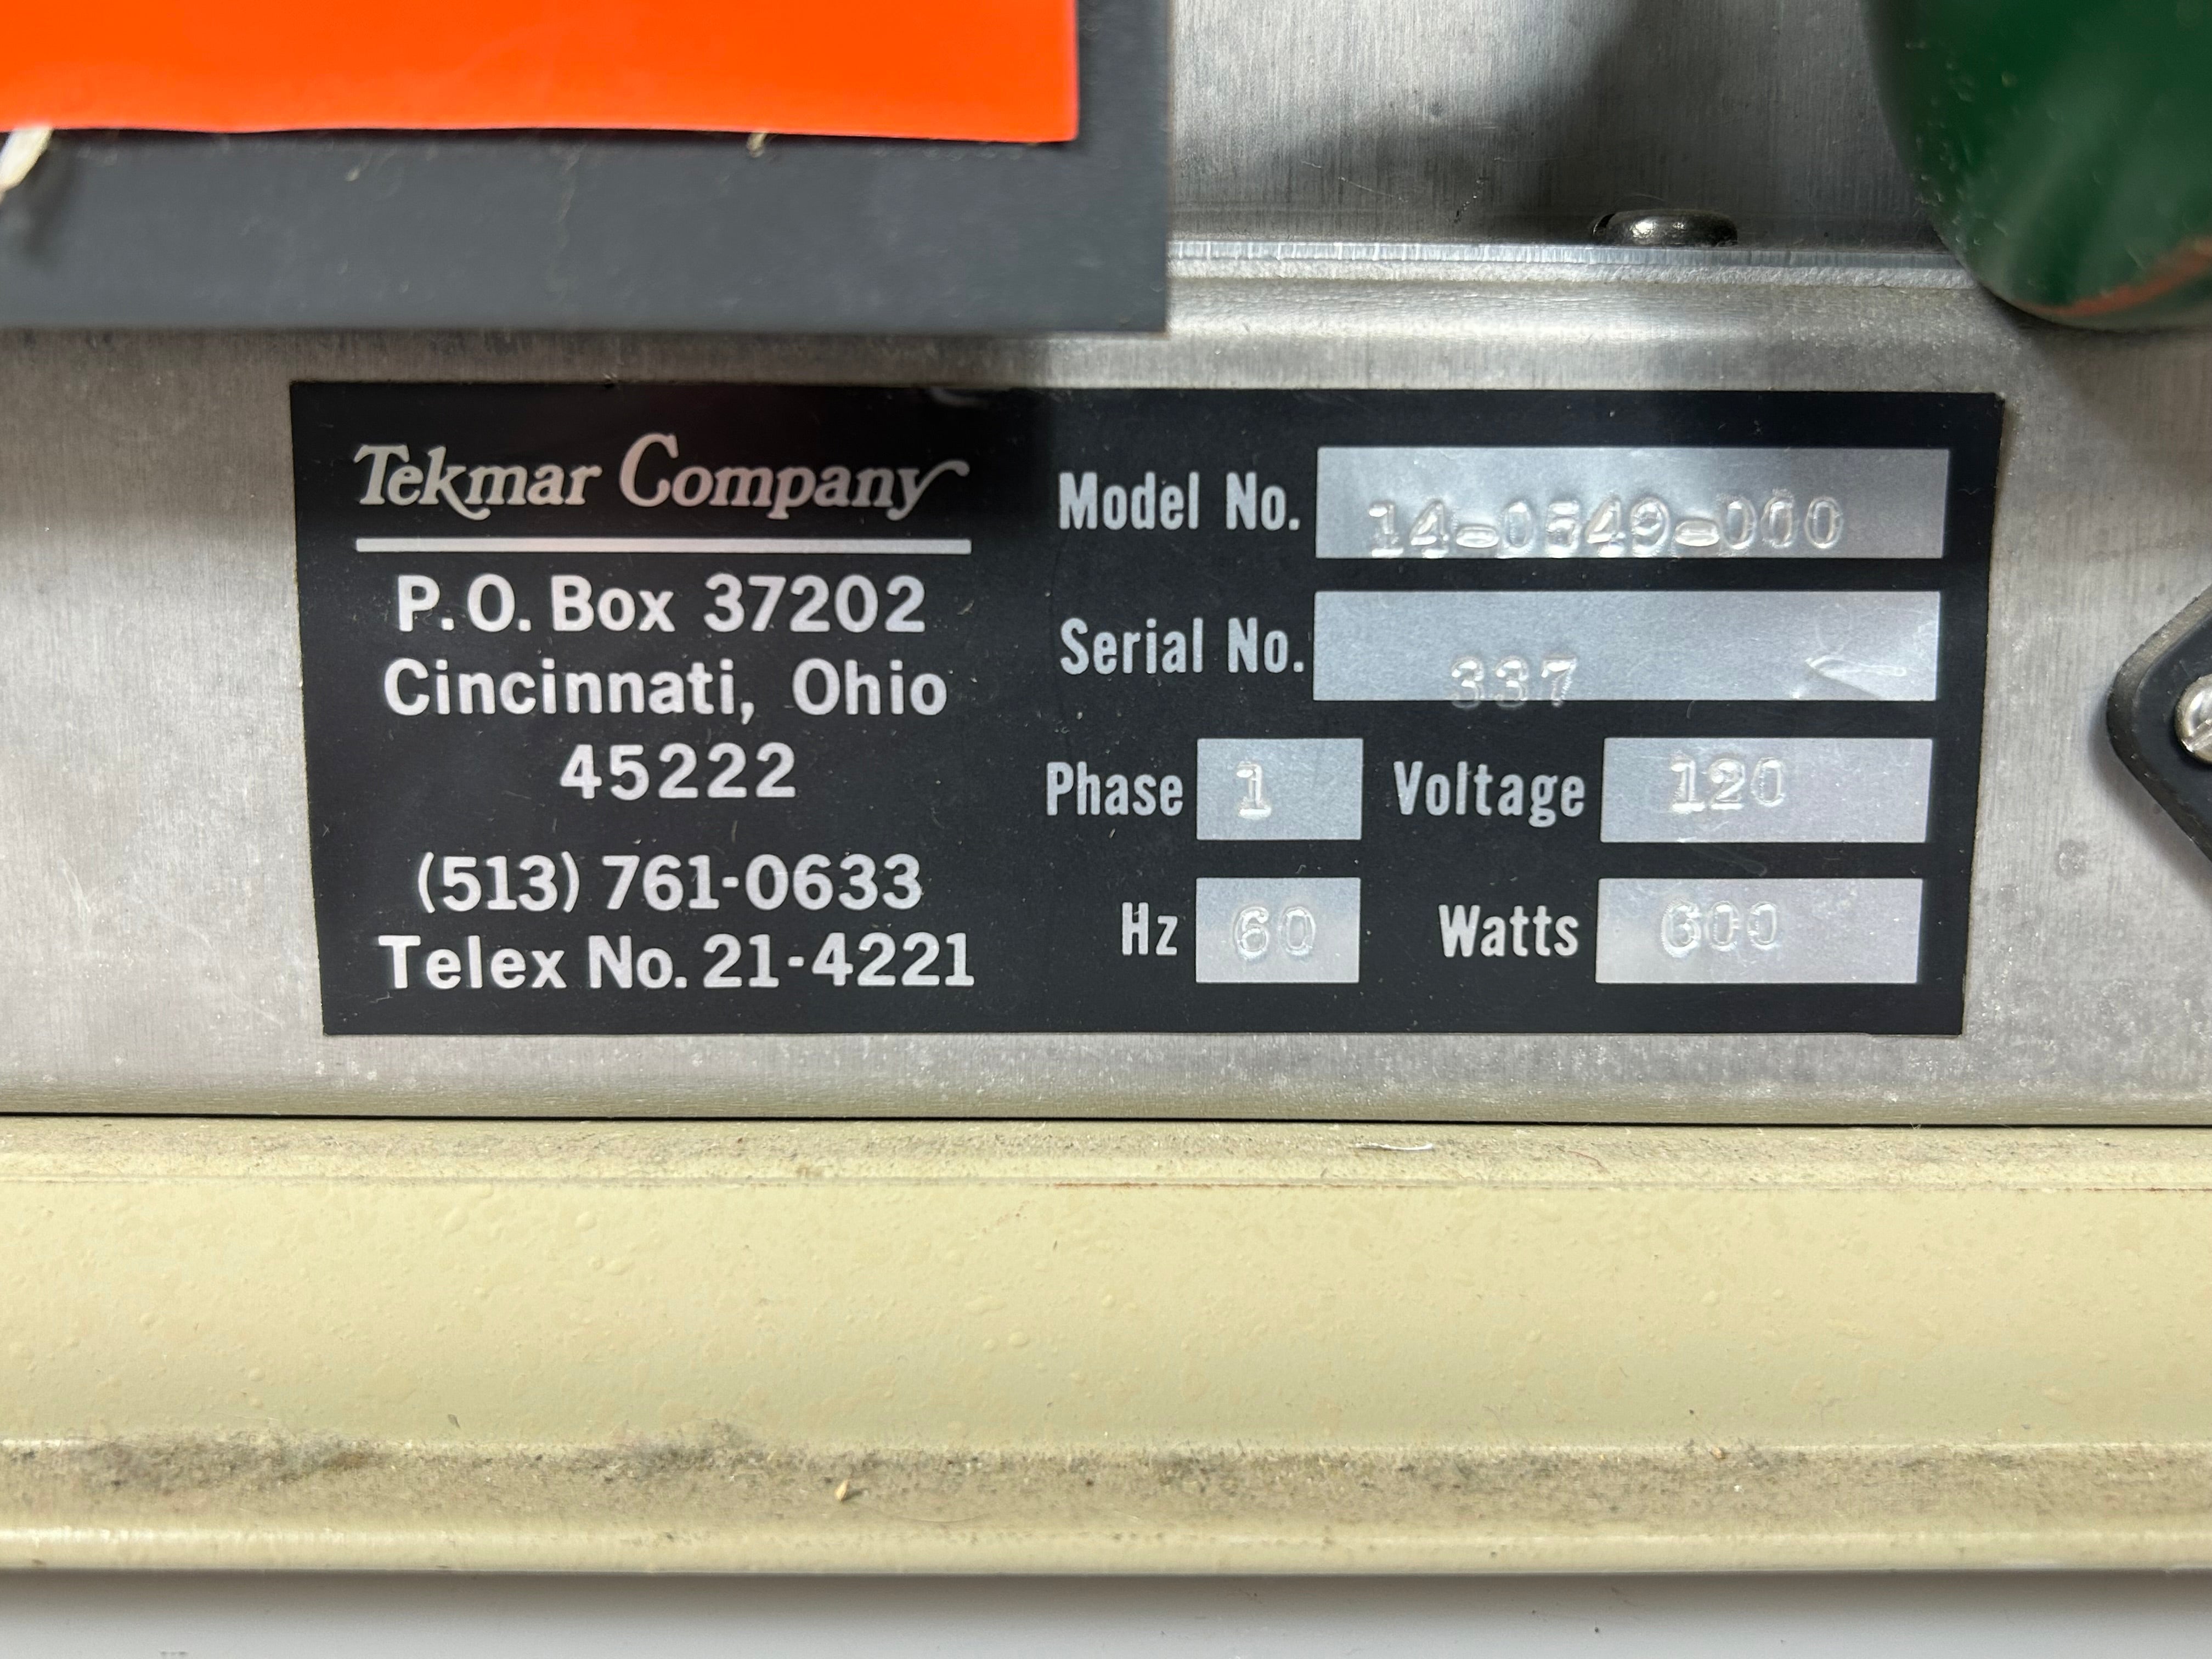 Tekmar Company
P.O. Box 37202
Cincinnati, Ohio
45222
(513) 761-0633
Telex No. 21-4221
Model No. 14-0549-000
Serial No. 337
Phase 1 Voltage 120
Hz 60 Watts 600